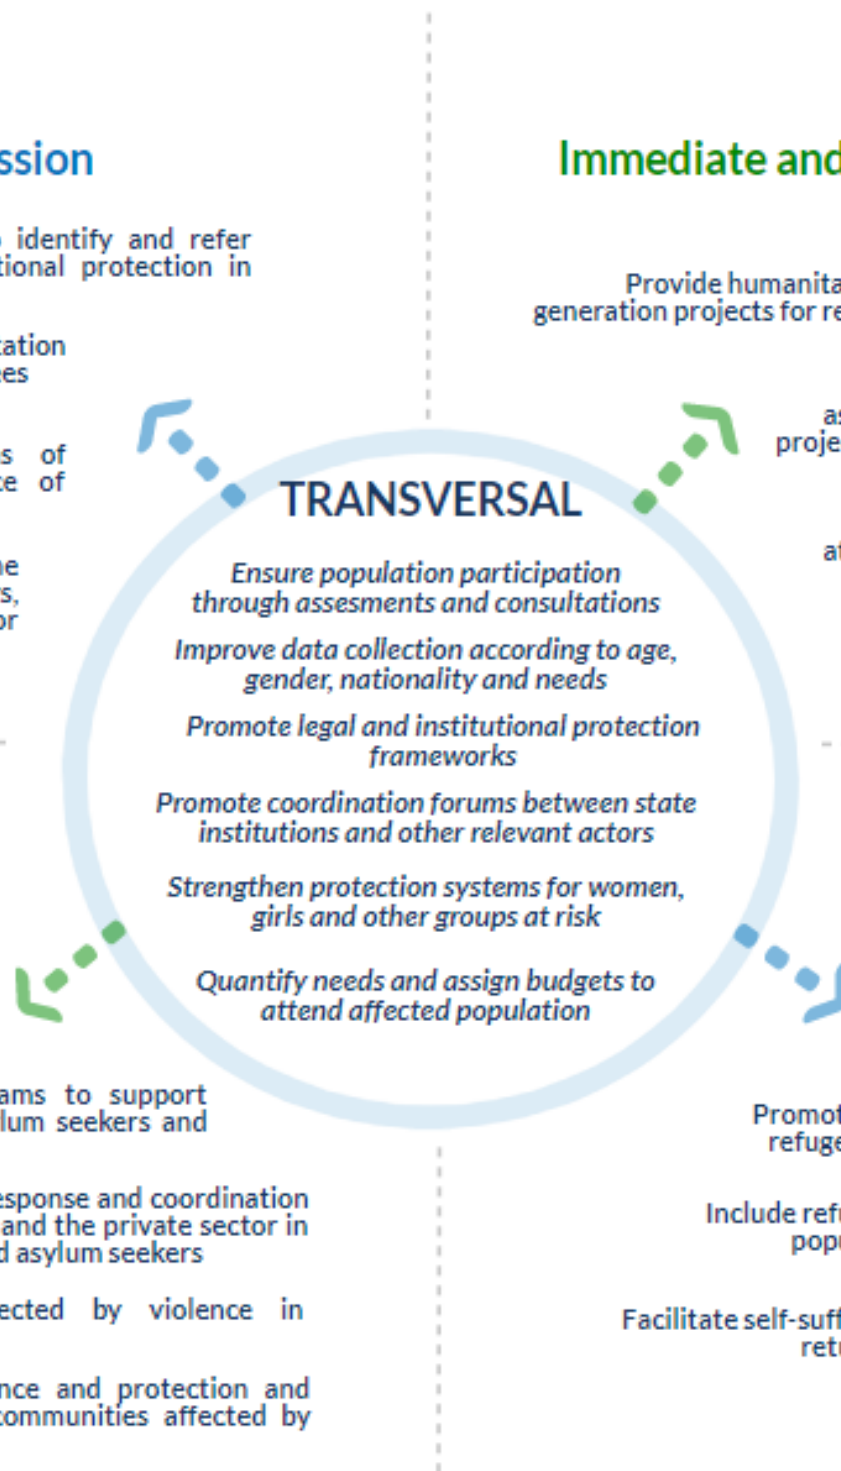 ssion
identify and refer
tional protection in
tation
ees
s of
ce of
ne
s,
or
Immediate and
Provide humanita
generation projects for re
as
proje
at
TRANSVERSAL
Ensure population participation
through assesments and consultations
Improve data collection according to age,
gender, nationality and needs
Promote legal and institutional protection
frameworks
Promote coordination forums between state
institutions and other relevant actors
Strengthen protection systems for women,
girls and other groups at risk
Quantify needs and assign budgets to
attend affected population
ams to support
lum seekers and
esponse and coordination
and the private sector in
d asylum seekers
ected by violence in
nce and protection and
communities affected by
Promot
refuge
Include refu
popu
Facilitate self-suff
retu